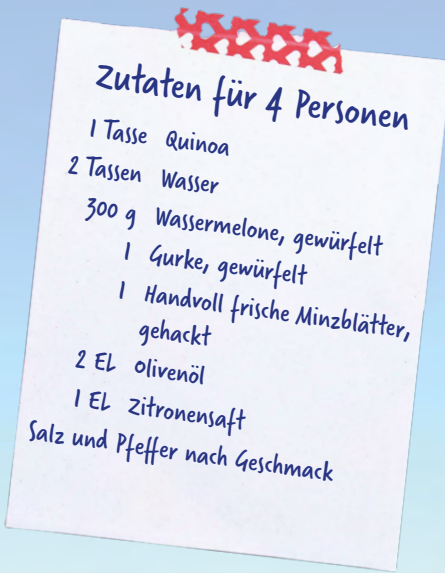 Zutaten für 4 Personen
1 Tasse Quinoa
2 Tassen Wasser
300 g Wassermelone, gewürfelt
1 Gurke, gewürfelt
1 Handvoll frische Minzblätter,
gehackt
2 EL Olivenöl
1 EL Zitronensaft
Salz und Pfeffer nach Geschmack